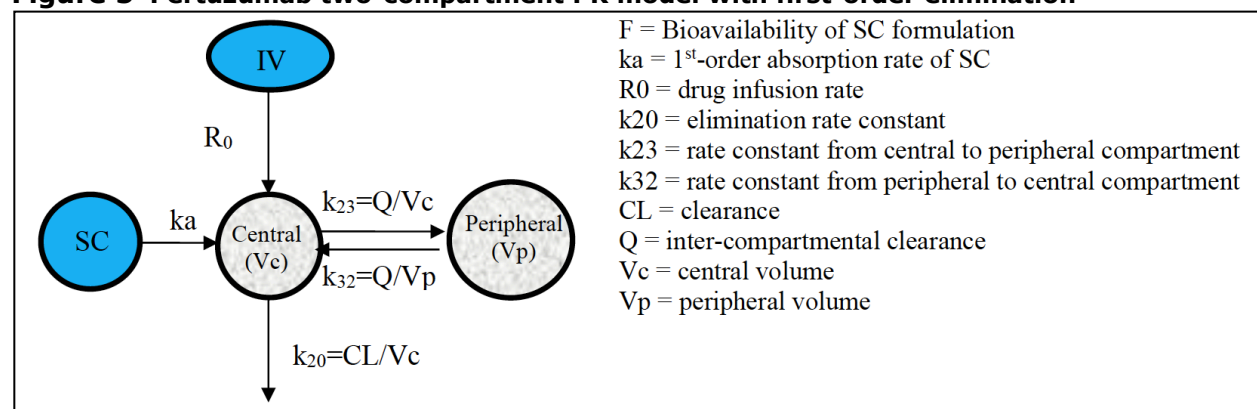 Figure 3 Pertuzumab two-compartment PK model with first-order elimination
IV
R0
SC
ka
Central
(Vc)
k23=Q/Vc
k32=Q/Vp
Peripheral
(Vp)
k20=CL/Vc
F = Bioavailability of SC formulation
ka = 1st-order absorption rate of SC
R0 = drug infusion rate
k20 = elimination rate constant
k23 = rate constant from central to peripheral compartment
k32 = rate constant from peripheral to central compartment
CL = clearance
Q = inter-compartmental clearance
Vc = central volume
Vp = peripheral volume